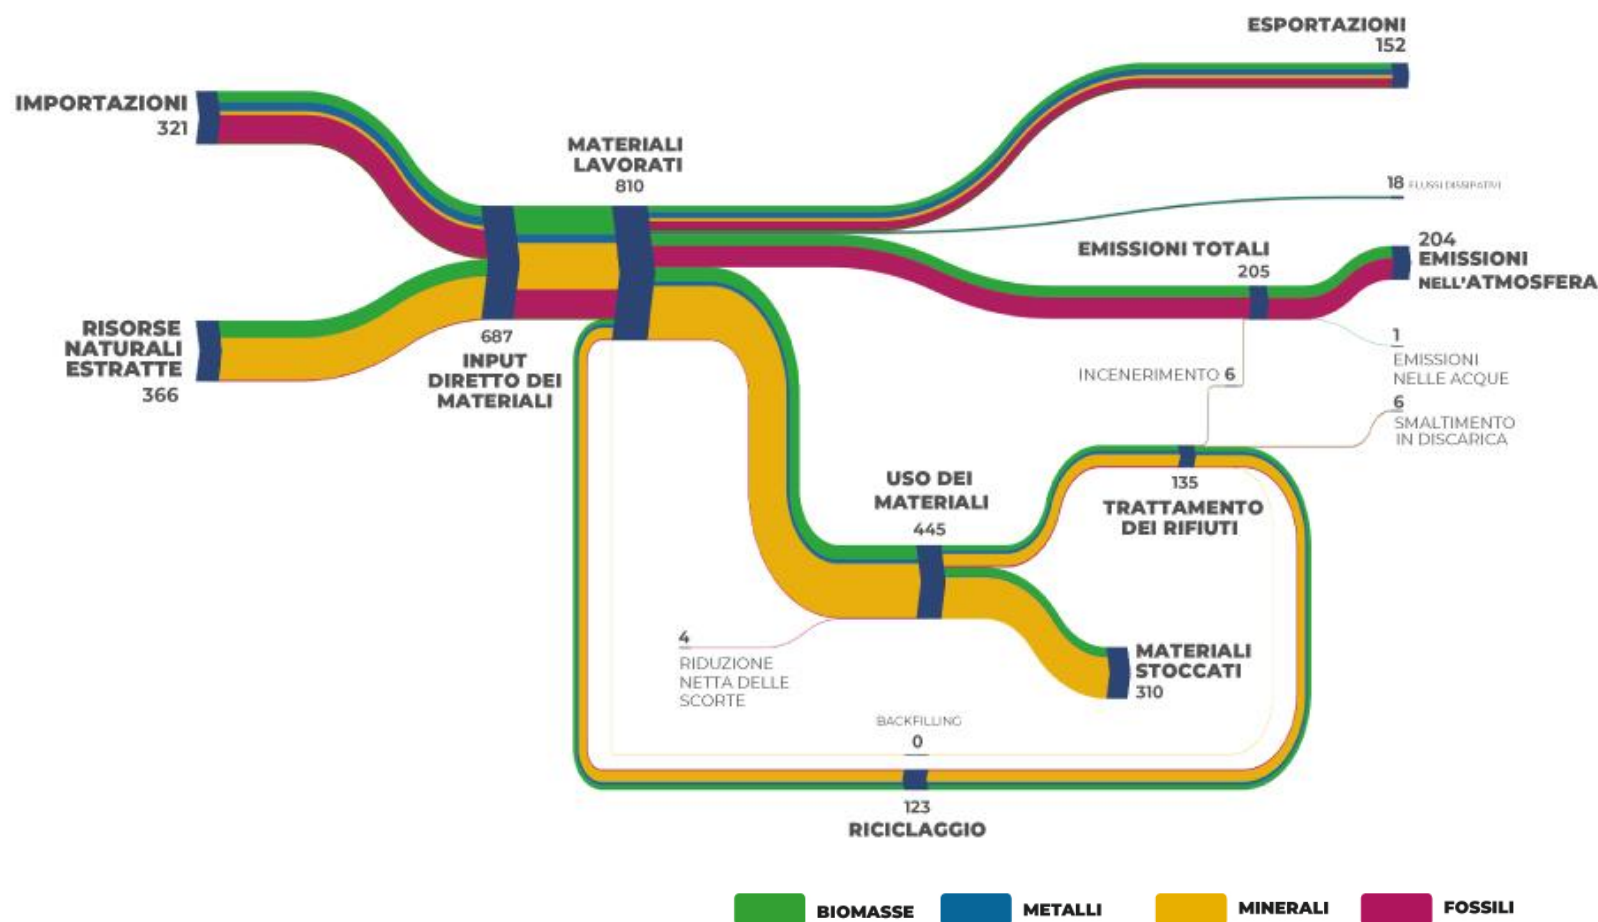 ESPORTAZIONI
152
IMPORTAZIONI
321
MATERIALI
LAVORATI
810
18 FLUSSI DISSIPATIVI
EMISSIONI TOTALI
205
204
EMISSIONI
NELL'ATMOSFERA
RISORSE
NATURALI
ESTRATTE
366
687
INPUT
DIRETTO DEI
MATERIALI
1
EMISSIONI
NELLE ACQUE
INCENERIMENTO 6
6
SMALTIMENTO
IN DISCARICA
USO DEI
MATERIALI
445
135
TRATTAMENTO
DEI RIFIUTI
4
RIDUZIONE
NETTA DELLE
SCORTE
MATERIALI
STOCCATI
310
BACKFILLING
0
123
RICICLAGGIO
BIOMASSE
METALLI
MINERALI
FOSSILI